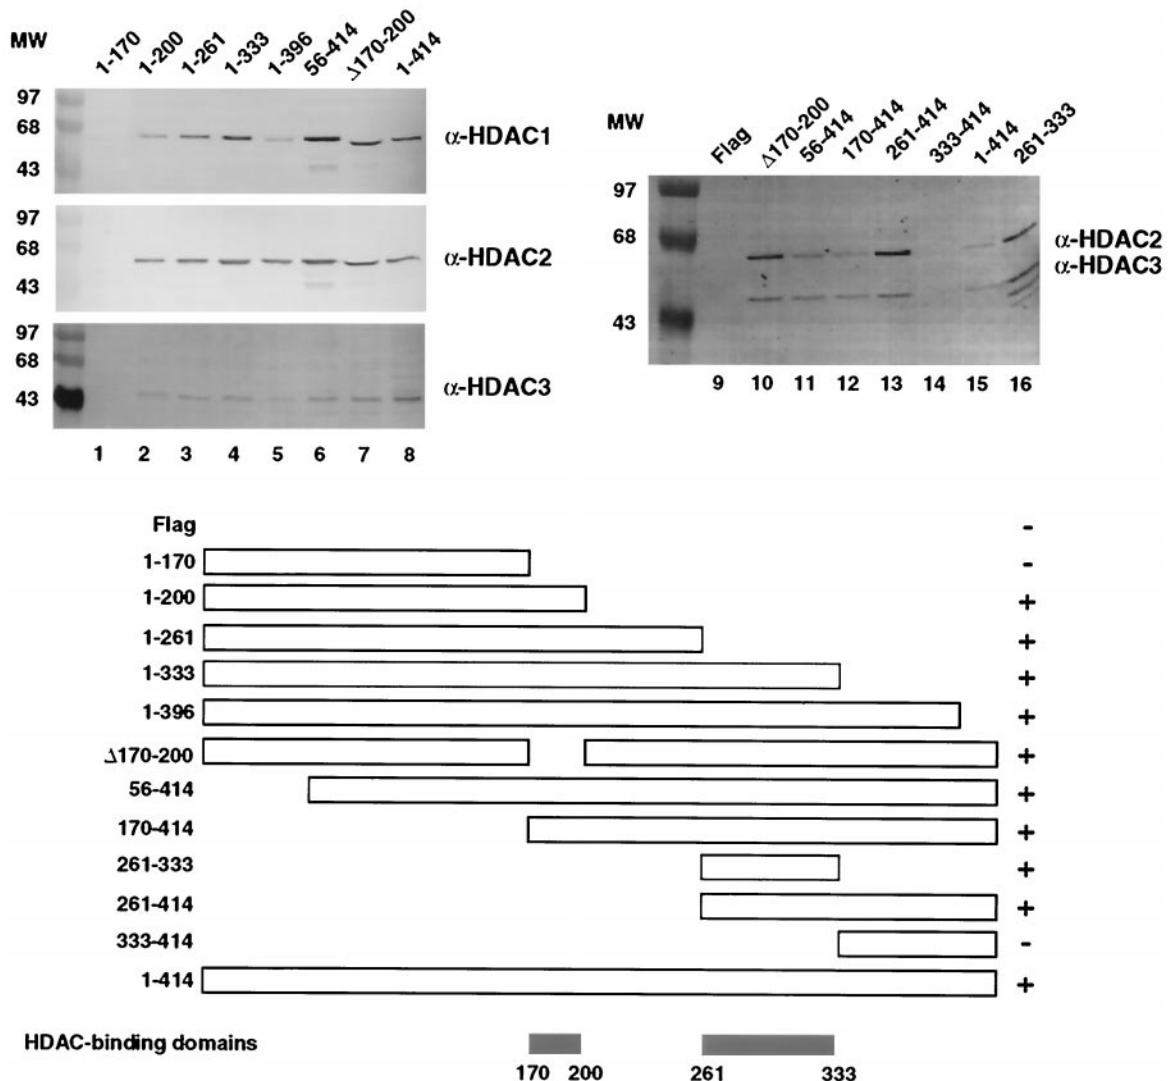 MW
1-170 1-200 1-261 1-333 1-396 56-414 Δ170-200 1-414
97
68
43
α-HDAC1
97
68
43
α-HDAC2
97
68
43
α-HDAC3
1 2 3 4 5 6 7 8
MW
Flag Δ170-200 56-414 170-414 261-414 333-414 1-414 261-333
97
68
43
α-HDAC2
α-HDAC3
9 10 11 12 13 14 15 16
Flag -
1-170 -
1-200 +
1-261 +
1-333 +
1-396 +
Δ170-200 +
56-414 +
170-414 +
261-333 +
261-414 +
333-414 -
1-414 +
HDAC-binding domains
170 200 261 333